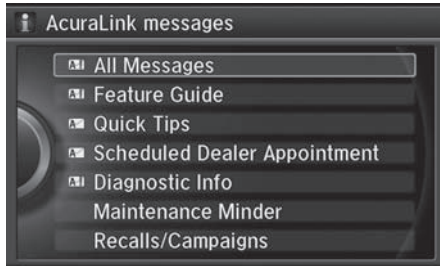 AcuraLink messages
All Messages
Feature Guide
Quick Tips
Scheduled Dealer Appointment
Diagnostic Info
Maintenance Minder
Recalls/Campaigns